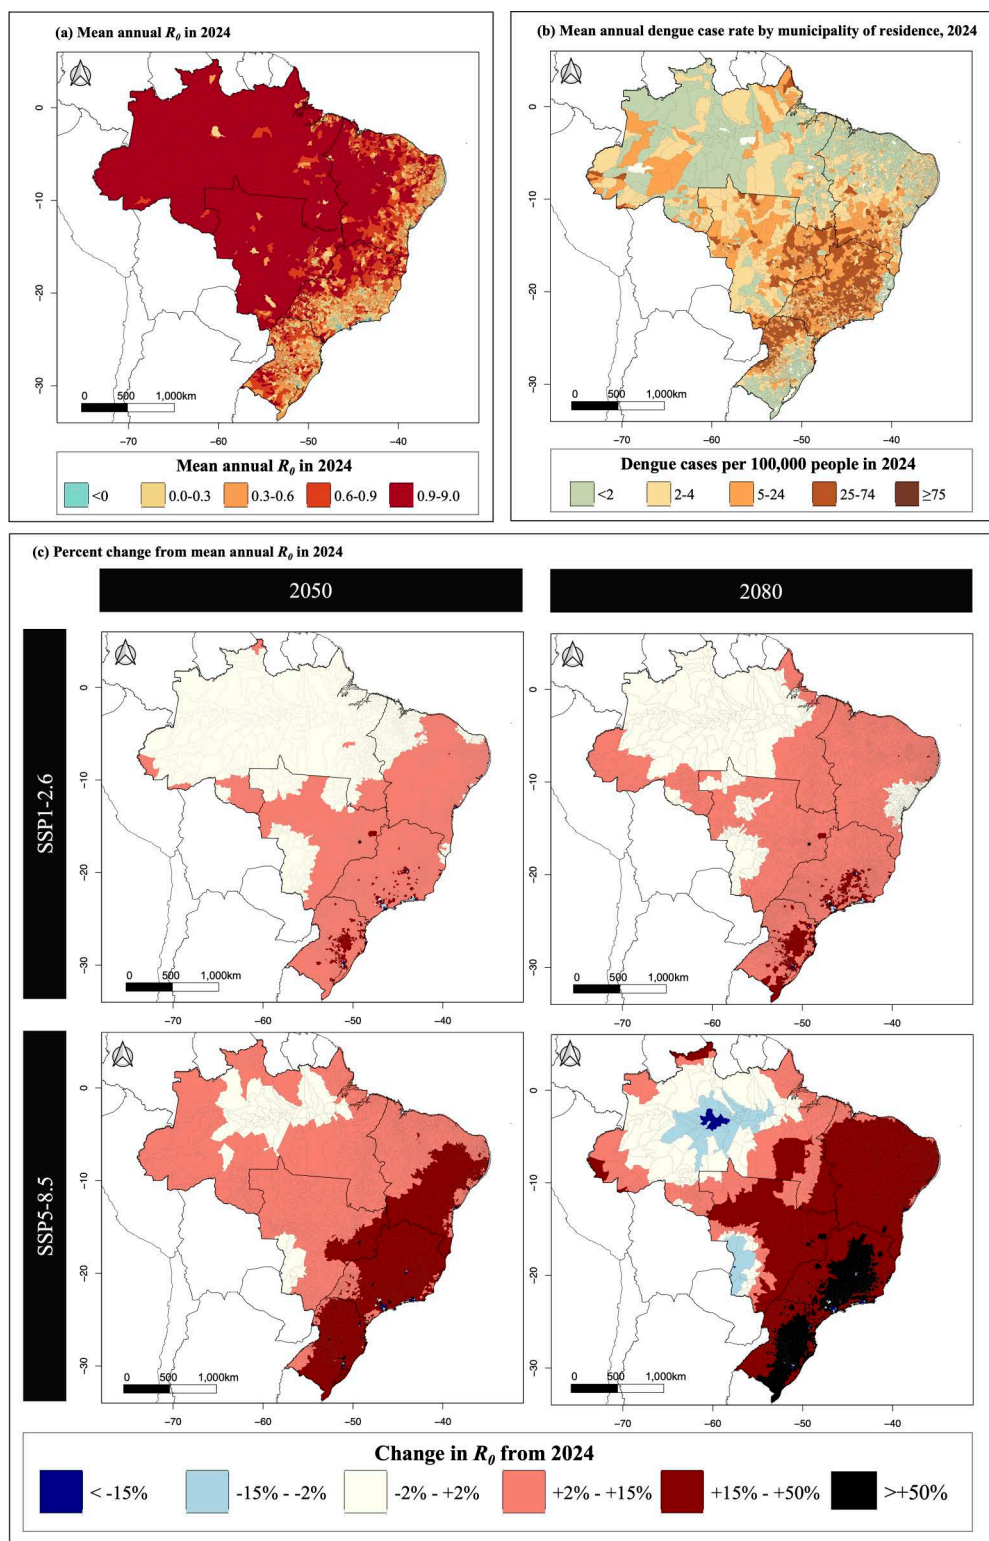 (a) Mean annual R₀ in 2024
0
−10
−20
−30
0 500 1,000km
−70 −60 −50 −40
Mean annual R₀ in 2024
<0 0.0-0.3 0.3-0.6 0.6-0.9 0.9-9.0
(b) Mean annual dengue case rate by municipality of residence, 2024
0
−10
−20
−30
0 500 1,000km
−70 −60 −50 −40
Dengue cases per 100,000 people in 2024
<2 2-4 5-24 25-74 ≥75
(c) Percent change from mean annual R₀ in 2024
2050 2080
SSP1-2.6
0
−10
−20
−30
0 500 1,000km
−70 −60 −50 −40
0
−10
−20
−30
0 500 1,000km
−70 −60 −50 −40
SSP5-8.5
0
−10
−20
−30
0 500 1,000km
−70 −60 −50 −40
0
−10
−20
−30
0 500 1,000km
−70 −60 −50 −40
Change in R₀ from 2024
< -15% -15% - -2% -2% - +2% +2% - +15% +15% - +50% >+50%